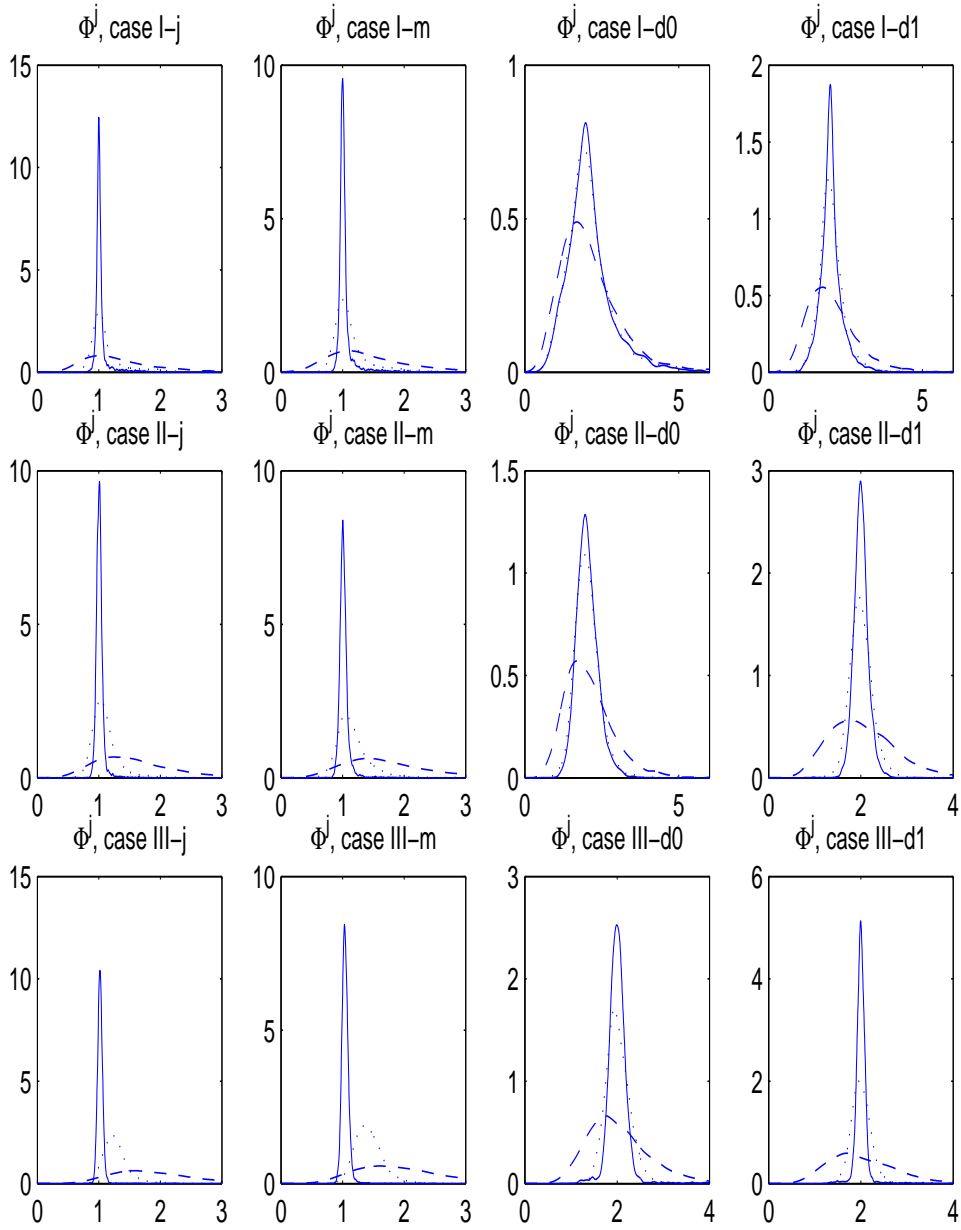 Φʲ, case I−j
Φʲ, case I−m
Φʲ, case I−d0
Φʲ, case I−d1
15
10
5
0
0 1 2 3
10
5
0
0 1 2 3
1
0.5
0
0 5
2
1.5
1
0.5
0
0 5
Φʲ, case II−j
Φʲ, case II−m
Φʲ, case II−d0
Φʲ, case II−d1
10
5
0
0 1 2 3
10
5
0
0 1 2 3
1.5
1
0.5
0
0 5
3
2
1
0
0 2 4
Φʲ, case III−j
Φʲ, case III−m
Φʲ, case III−d0
Φʲ, case III−d1
15
10
5
0
0 1 2 3
10
5
0
0 1 2 3
3
2
1
0
0 2 4
6
4
2
0
0 2 4